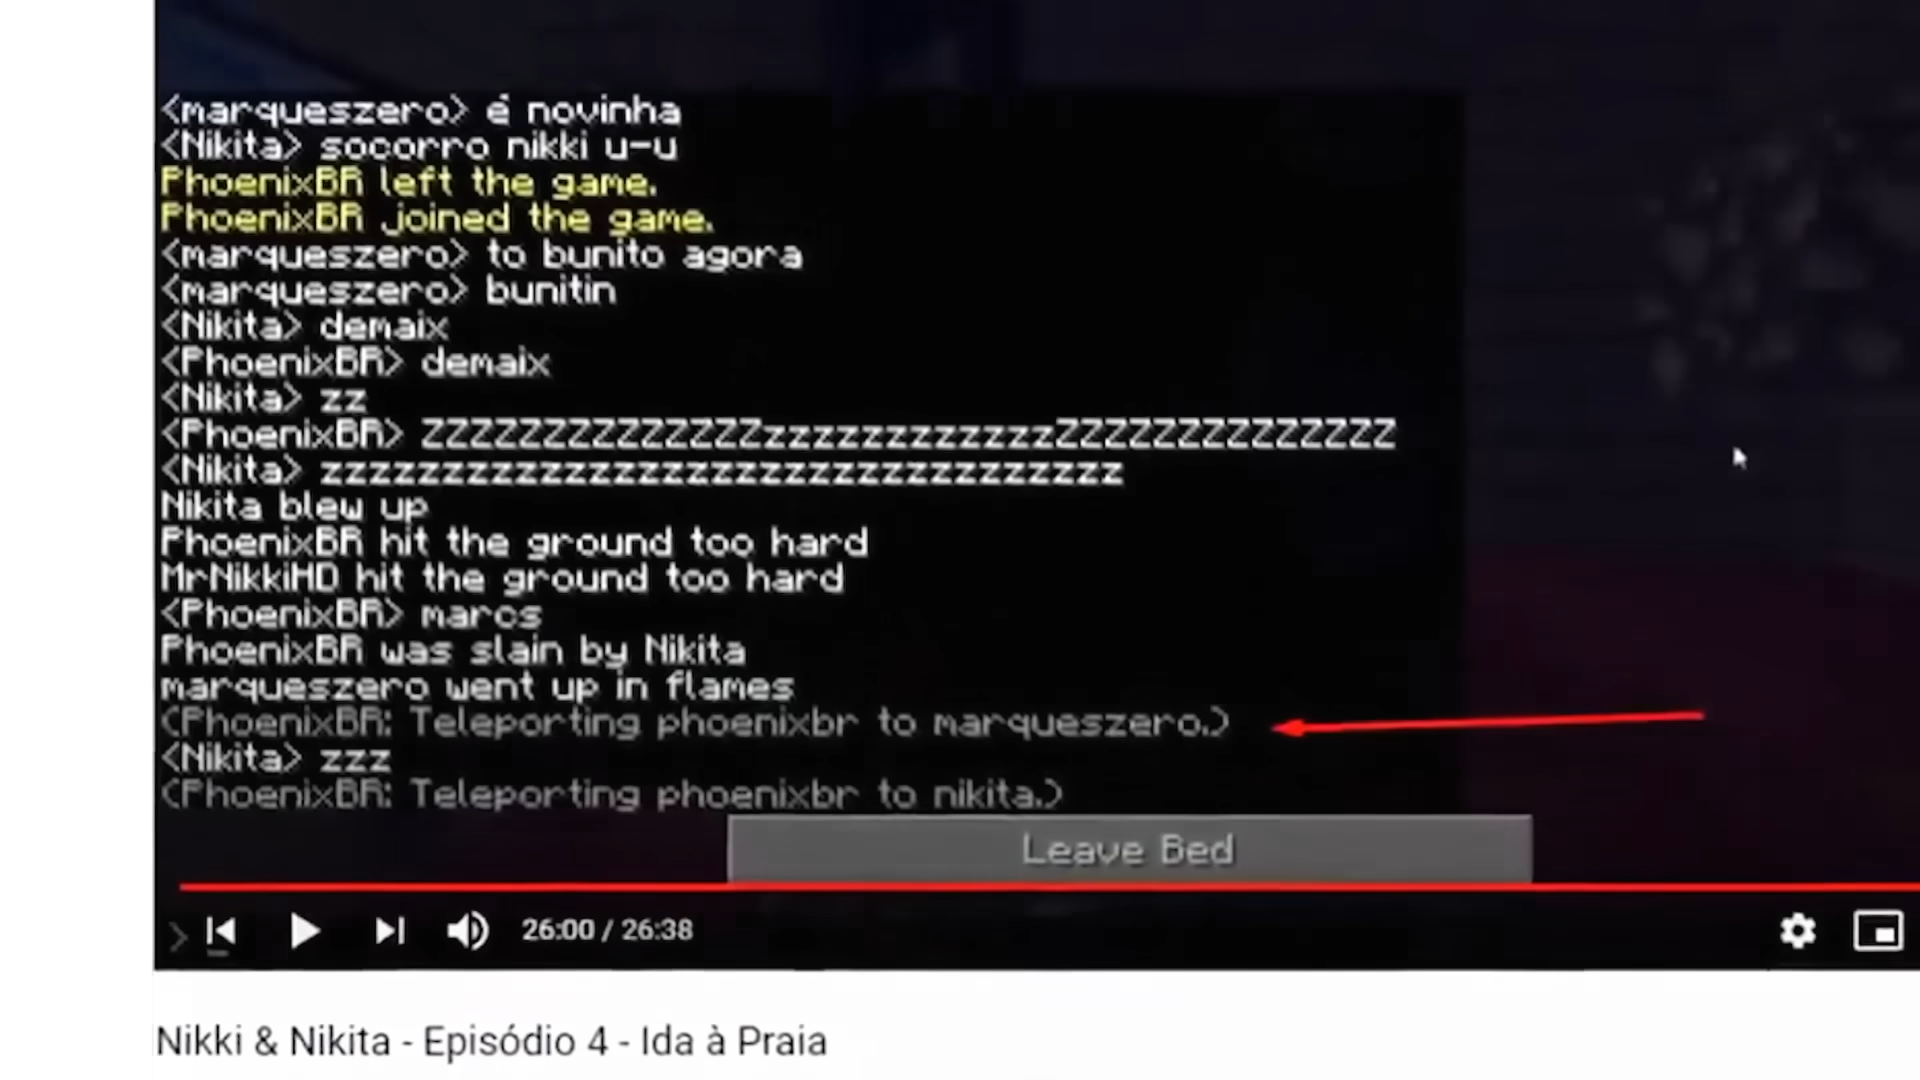 <marqueszero> é novinha
<Nikita> socorro nikki u-u
PhoenixBR left the game.
PhoenixBR joined the game.
<marqueszero> to bunito agora
<marqueszero> bunitin
<Nikita> demaix
<PhoenixBR> demaix
<Nikita> zz
<PhoenixBR> ZZZZZZZZZZZZZZzzzzzzzzzzzzZZZZZZZZZZZZZZ
<Nikita> zzzzzzzzzzzzzzzzzzzzzzzzzzzzzzzzz
Nikita blew up
PhoenixBR hit the ground too hard
MrNikkiHD hit the ground too hard
<PhoenixBR> marcs
PhoenixBR was slain by Nikita
marqueszero went up in flames
(PhoenixBR: Teleporting phoenixbr to marqueszero.)
<Nikita> zzz
(PhoenixBR: Teleporting phoenixbr to nikita.)
Leave Bed
26:00 / 26:38
Nikki & Nikita - Episódio 4 - Ida à Praia